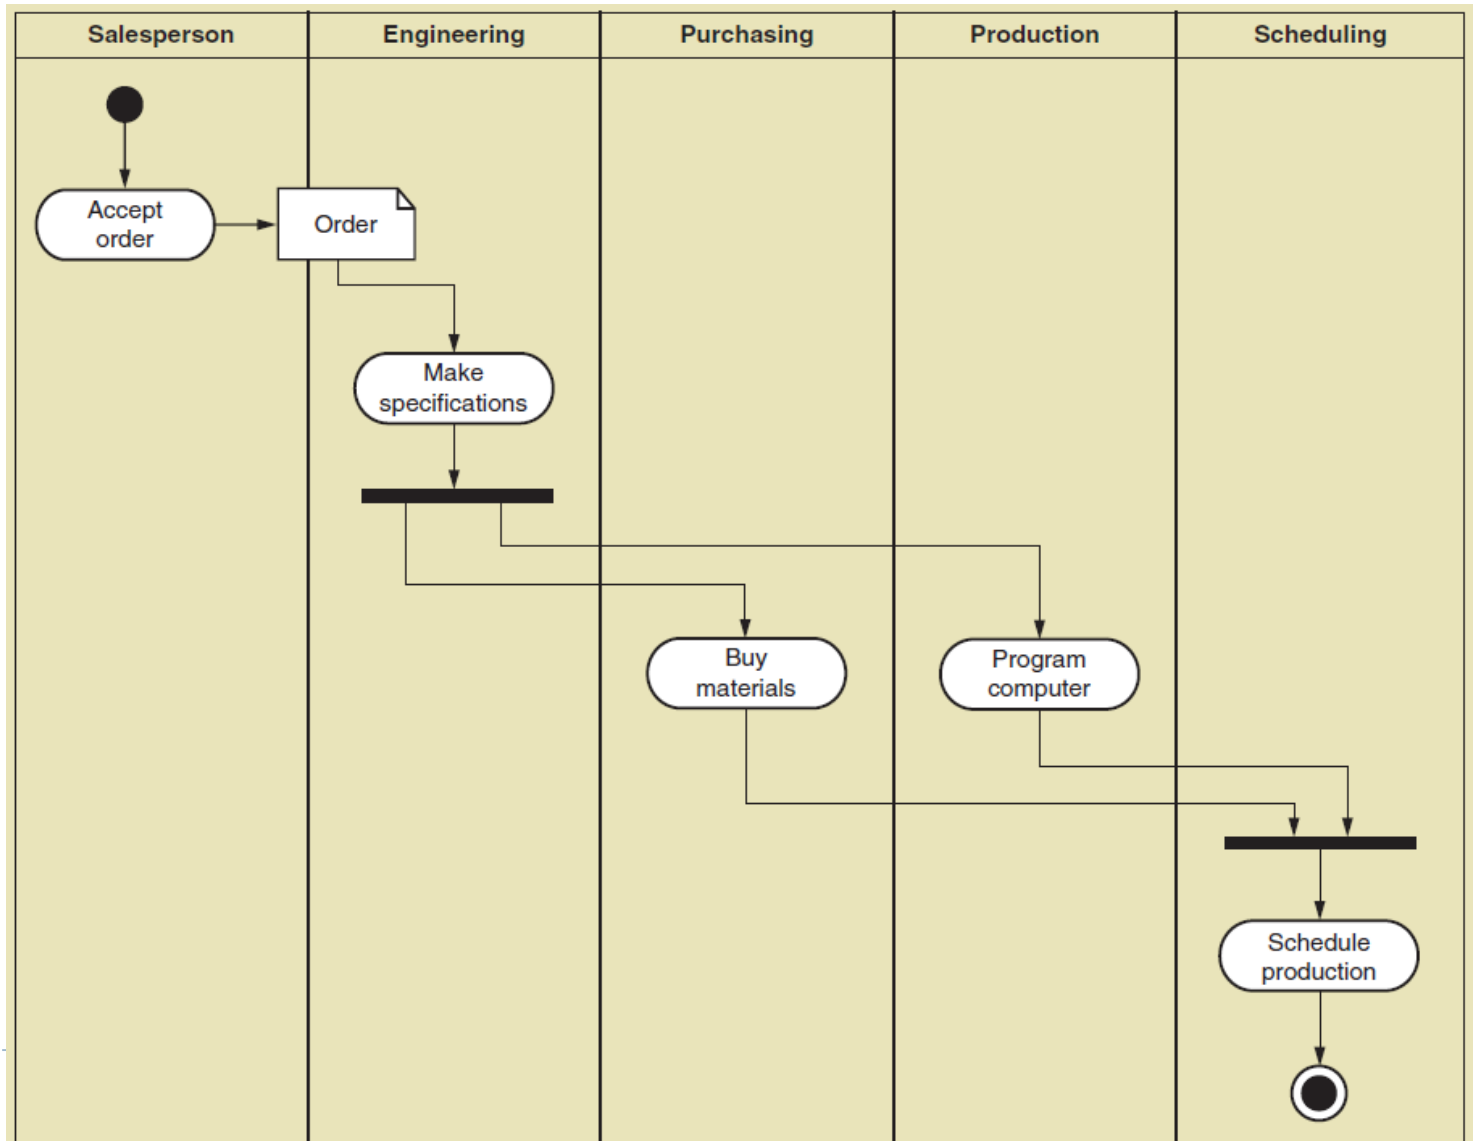 Salesperson
Engineering
Purchasing
Production
Scheduling
Accept
order
Order
Make
specifications
Buy
materials
Program
computer
Schedule
production